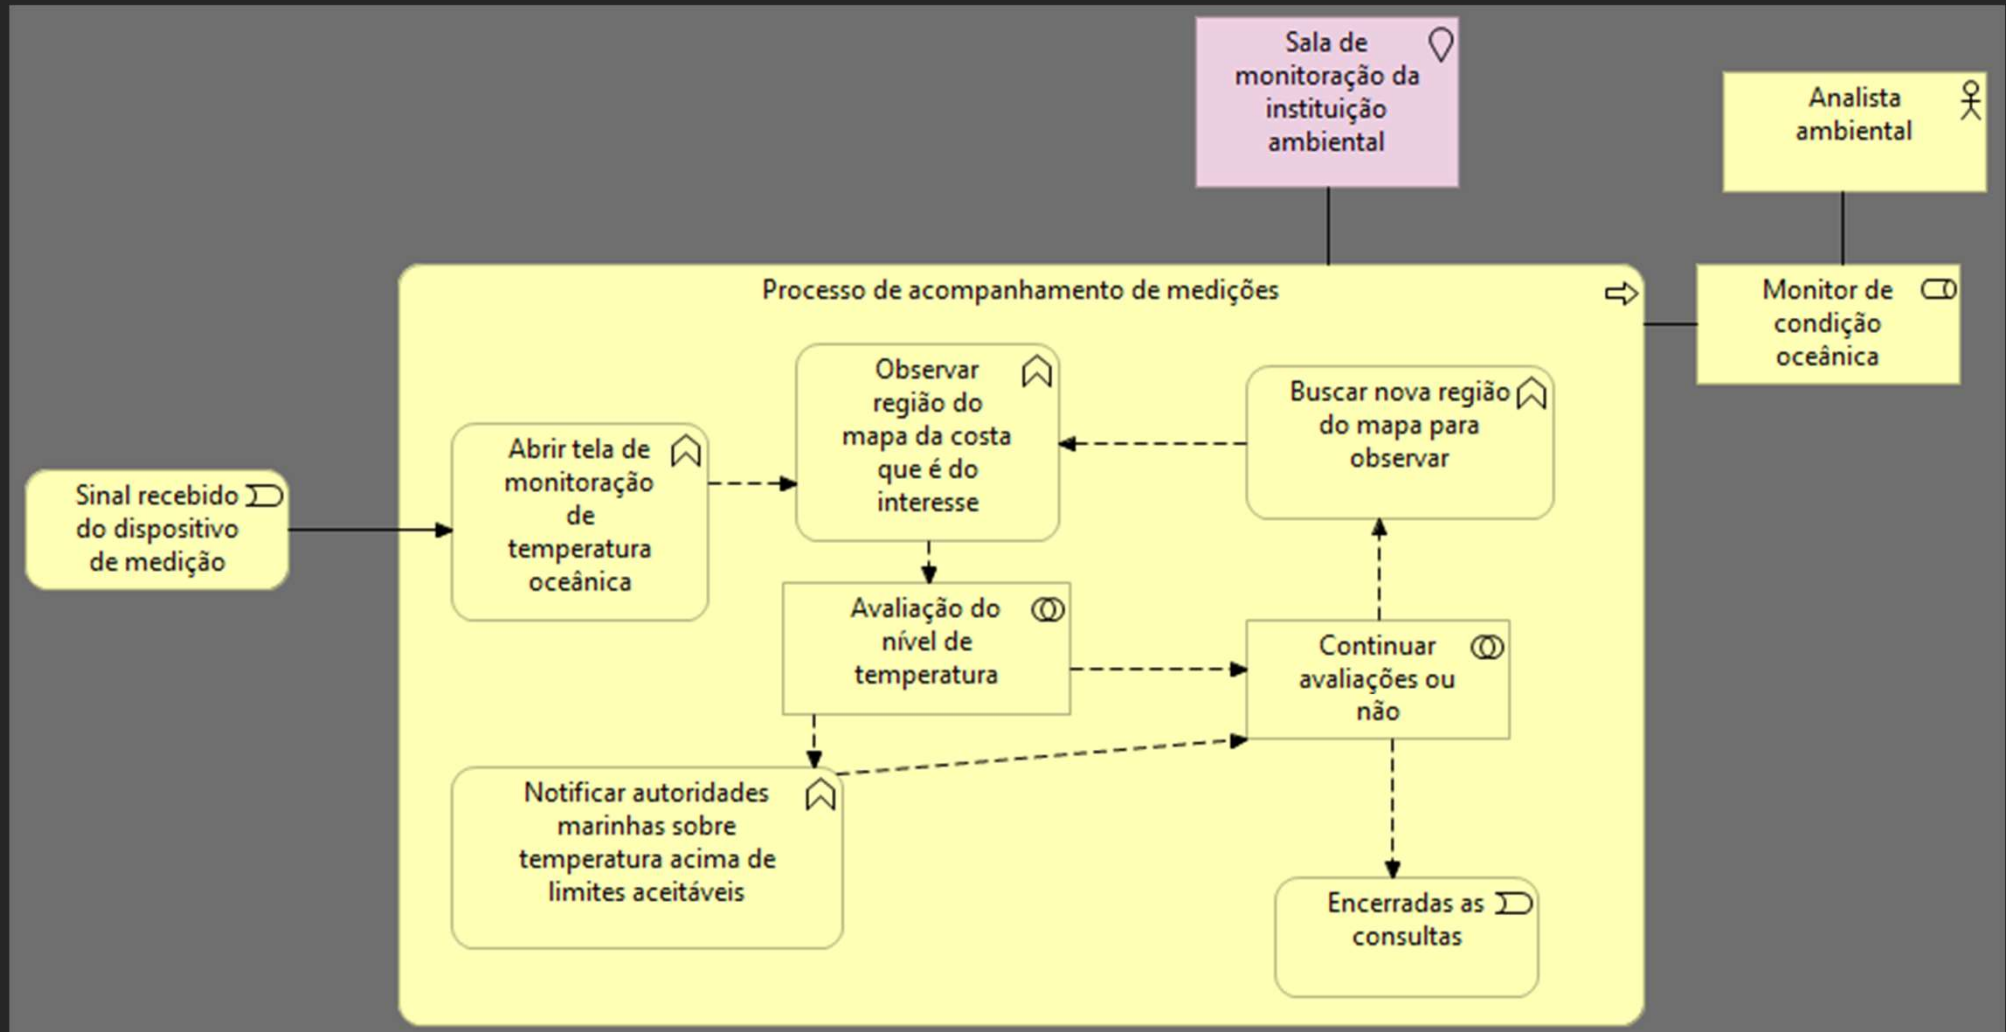 Sala de
monitoração da
instituição
ambiental
Analista
ambiental
Processo de acompanhamento de medições
Monitor de
condição
oceânica
Sinal recebido
do dispositivo
de medição
Abrir tela de
monitoração
de
temperatura
oceânica
Observar
região do
mapa da costa
que é do
interesse
Buscar nova região
do mapa para
observar
Avaliação do
nível de
temperatura
Continuar
avaliações ou
não
Notificar autoridades
marinhas sobre
temperatura acima de
limites aceitáveis
Encerradas as
consultas